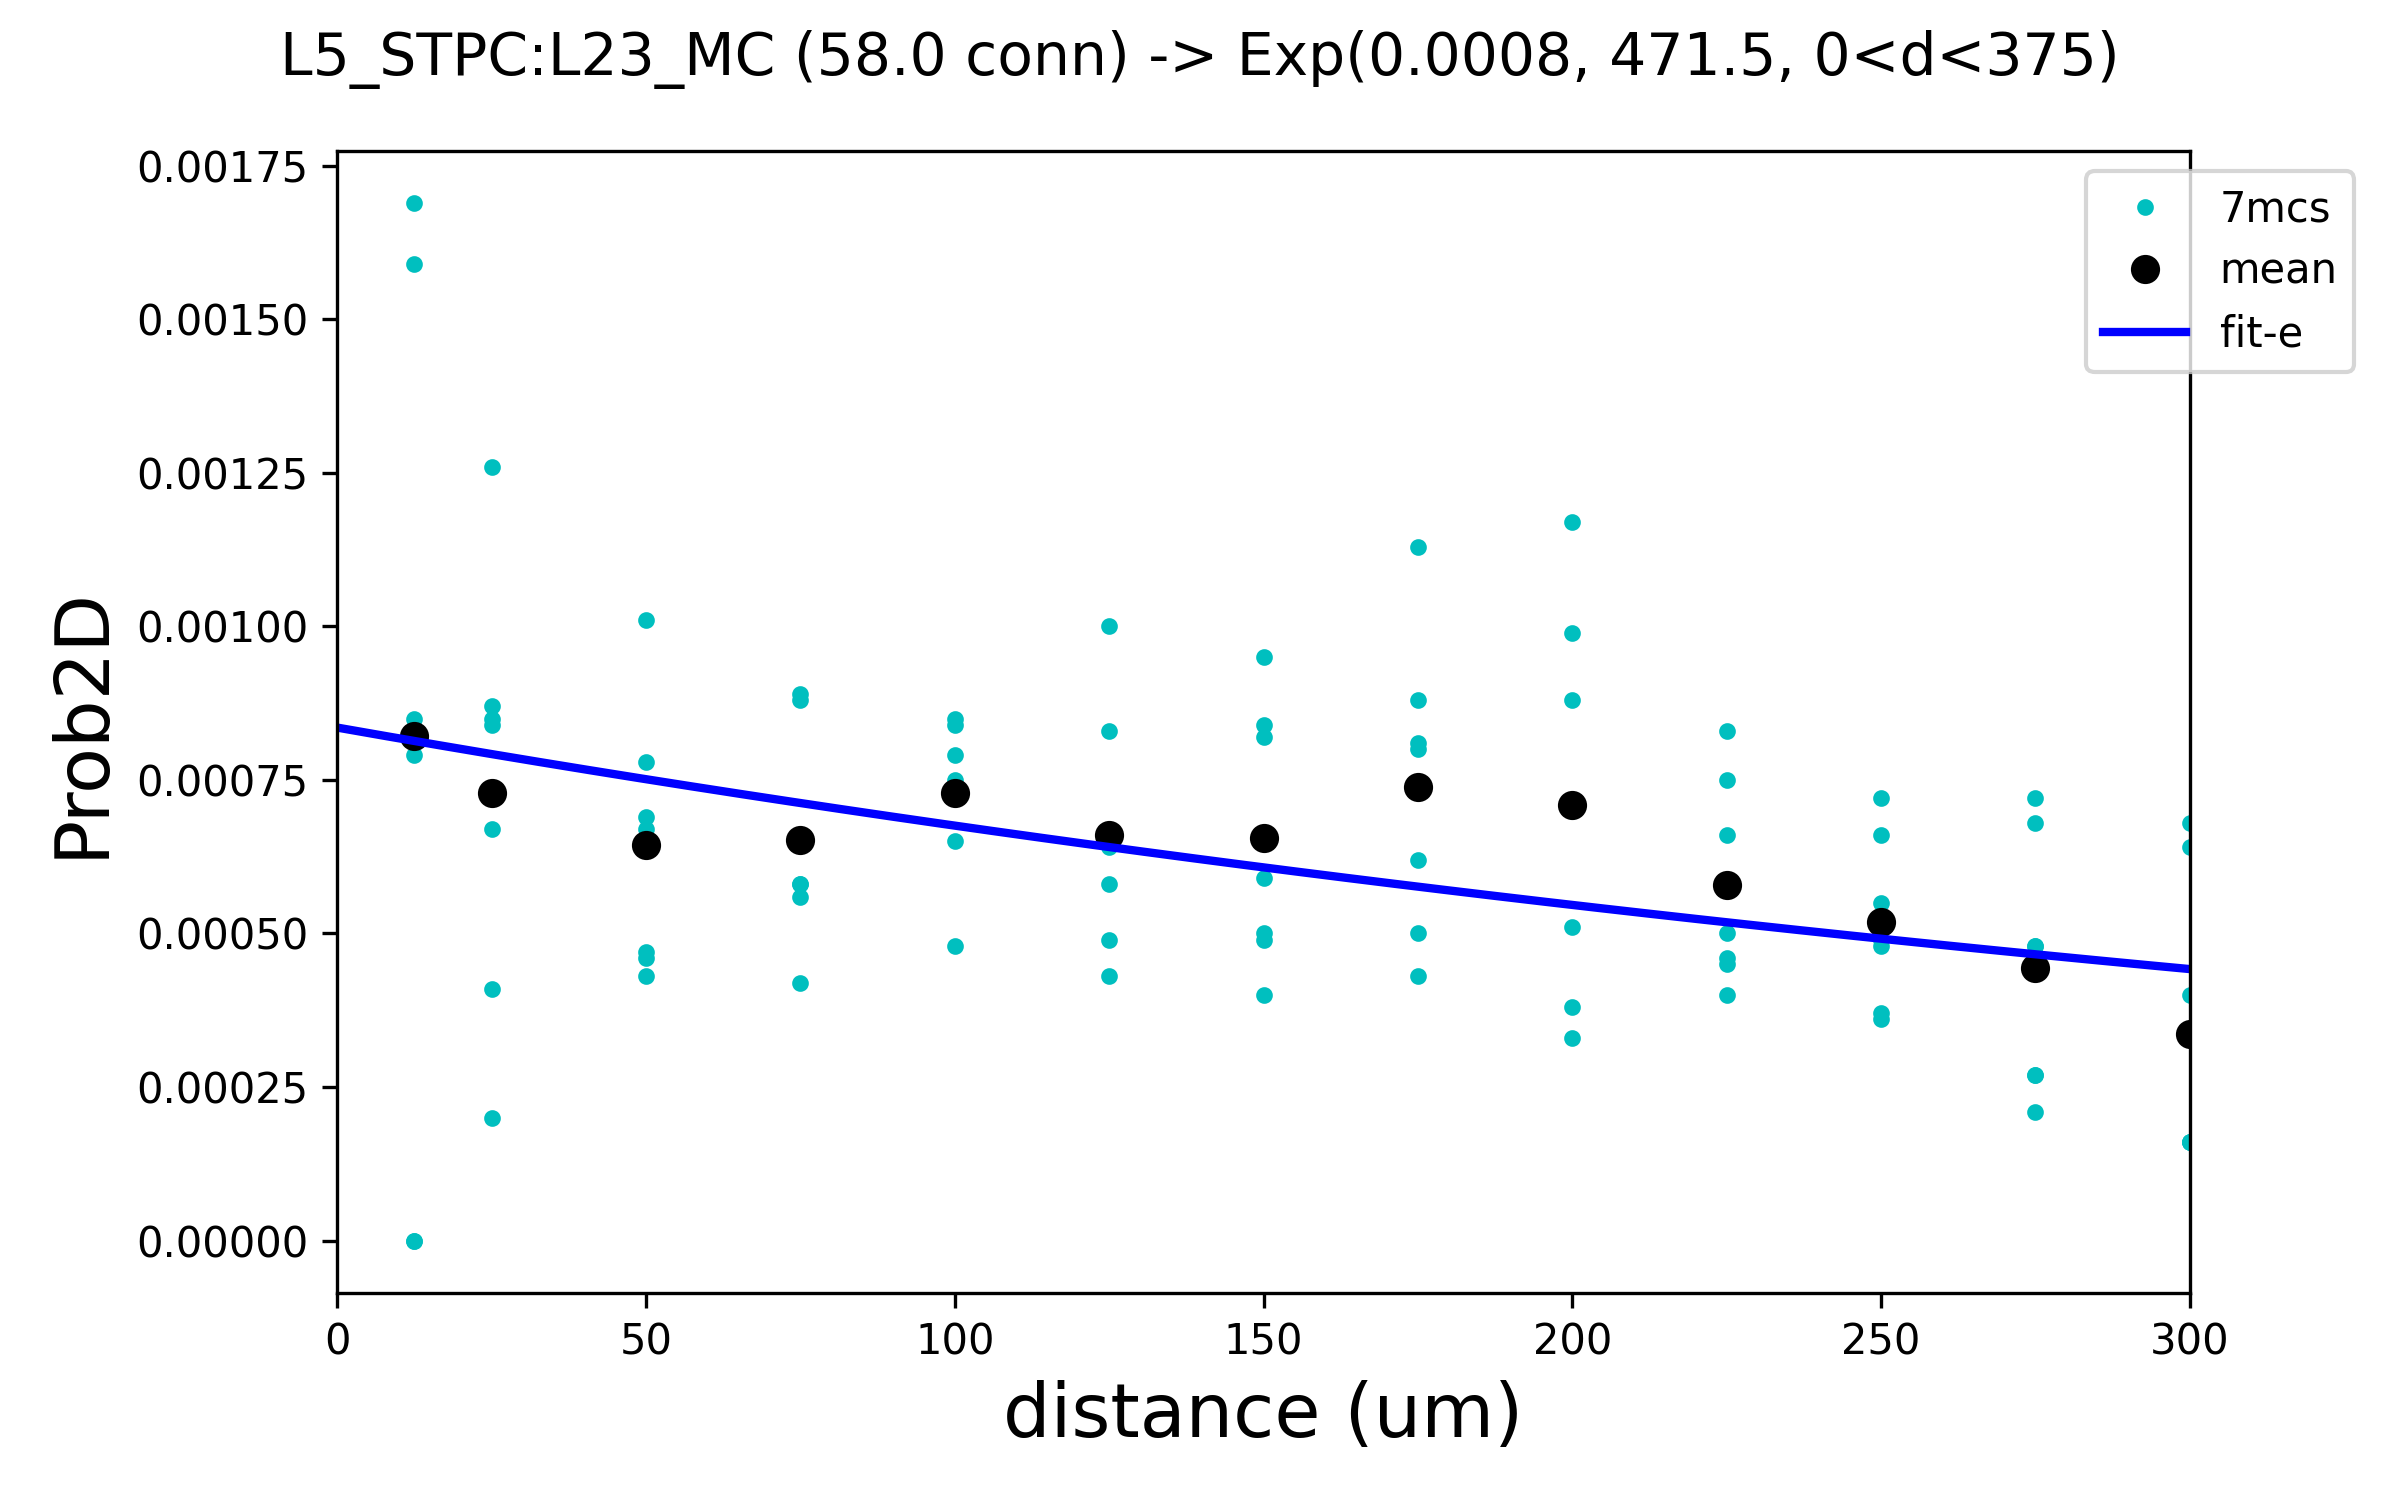 L5_STPC:L23_MC (58.0 conn) -> Exp(0.0008, 471.5, 0<d<375)
0.00175
0.00150
0.00125
0.00100
0.00075
0.00050
0.00025
0.00000
Prob2D
7mcs
mean
fit-e
0 50 100 150 200 250 300
distance (um)